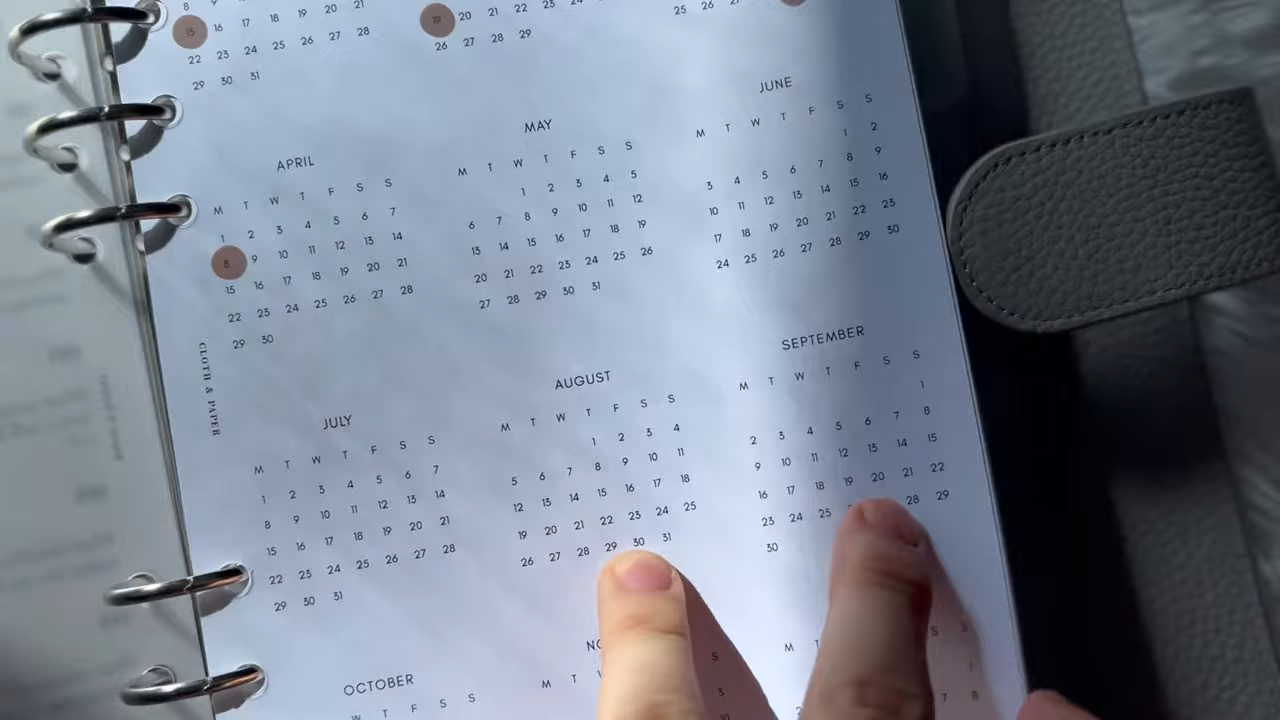 8 9 18 19 20 21
15 16 17 18 19 20 21
22 23 24 25 26 27 28
29 30 31
19 20 21 22 23 24
26 27 28 29
25 26
APRIL
M T W T F S S
1 2 3 4 5 6 7
8 9 10 11 12 13 14
15 16 17 18 19 20 21
22 23 24 25 26 27 28
29 30
MAY
M T W T F S S
1 2 3 4 5
6 7 8 9 10 11 12
13 14 15 16 17 18 19
20 21 22 23 24 25 26
27 28 29 30 31
JUNE
M T W T F S S
1 2
3 4 5 6 7 8 9
10 11 12 13 14 15 16
17 18 19 20 21 22 23
24 25 26 27 28 29 30
CLOTH & PAPER
JULY
M T W T F S S
1 2 3 4 5 6 7
8 9 10 11 12 13 14
15 16 17 18 19 20 21
22 23 24 25 26 27 28
29 30 31
AUGUST
M T W T F S S
1 2 3 4
5 6 7 8 9 10 11
12 13 14 15 16 17 18
19 20 21 22 23 24 25
26 27 28 29 30 31
SEPTEMBER
M T W T F S S
1
2 3 4 5 6 7 8
9 10 11 12 13 14 15
16 17 18 19 20 21 22
23 24 25 28 29
30
OCTOBER
W T F S S
NO
M T S
3
M T S
7 8